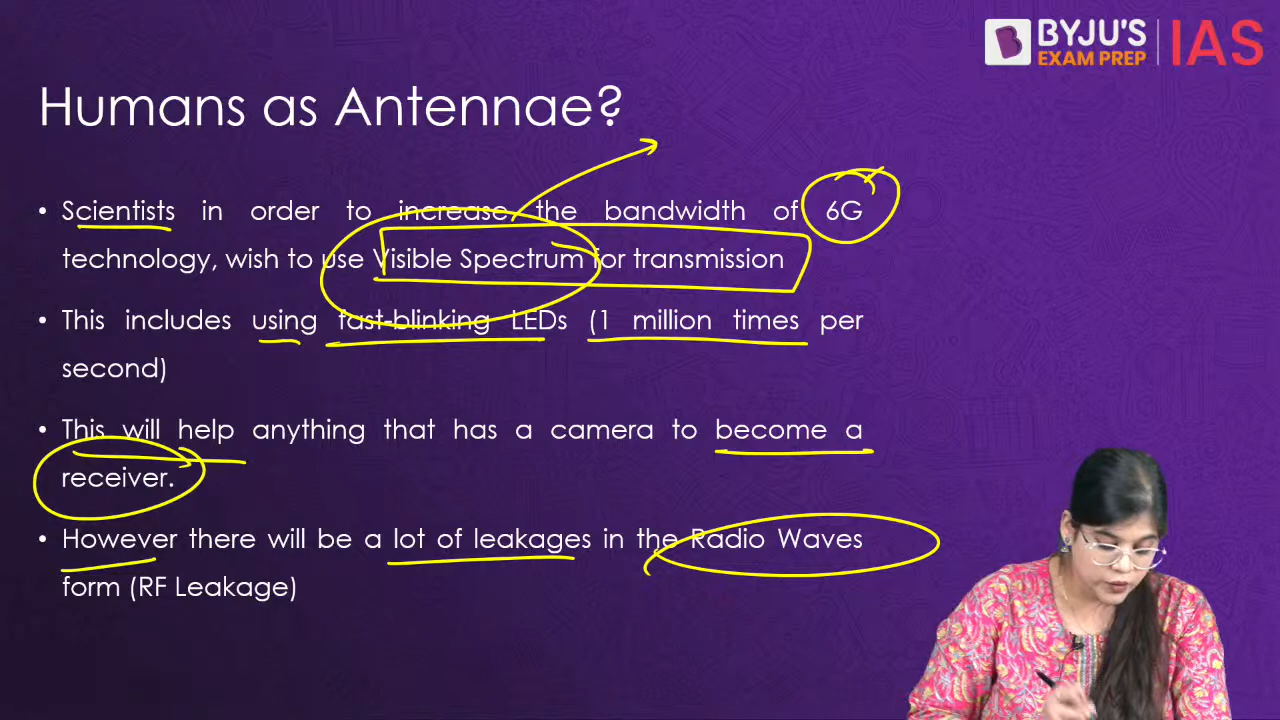 BYJU'S
EXAM PREP
IAS
Humans as Antennae?
• Scientists in order to increase the bandwidth of 6G
technology, wish to use Visible Spectrum for transmission
• This includes using fast-blinking LEDs (1 million times per
second)
• This will help anything that has a camera to become a
receiver.
• However there will be a lot of leakages in the Radio Waves
form (RF Leakage)